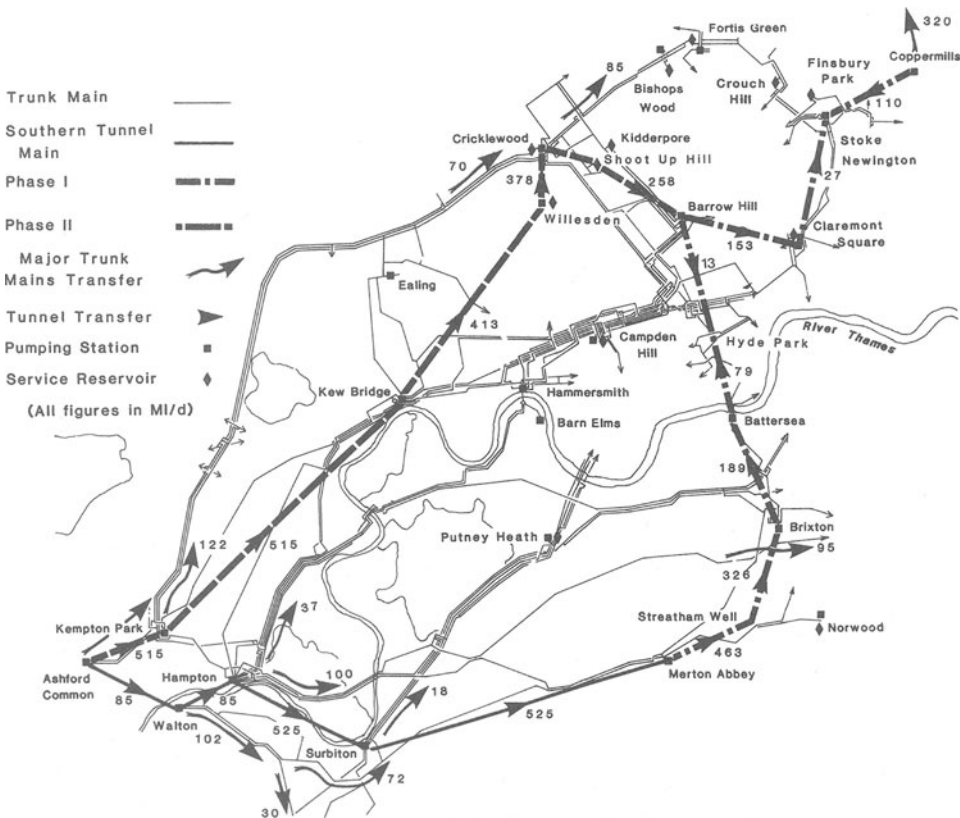 Fortis Green
320
Coppermills
Finsbury
Park
85
Bishops
Wood
Crouch
Hill
110
Trunk Main
Southern Tunnel
Main
Phase I
Phase II
Major Trunk
Mains Transfer
Tunnel Transfer
Pumping Station
Service Reservoir
(All figures in Ml/d)
Cricklewood
Kidderpore
Stoke
Newington
Shoot Up Hill
70
378
258
27
Willesden
Barrow Hill
Claremont
Square
153
13
Ealing
413
River Thames
Campden
Hill
Hyde Park
Kew Bridge
Hammersmith
79
Barn Elms
Battersea
189
Putney Heath
Brixton
122
515
95
326
37
Streatham Well
Kempton Park
Norwood
515
463
Ashford
Common
Hampton
100
Merton Abbey
85
85
18
Walton
525
525
102
Surbiton
72
30